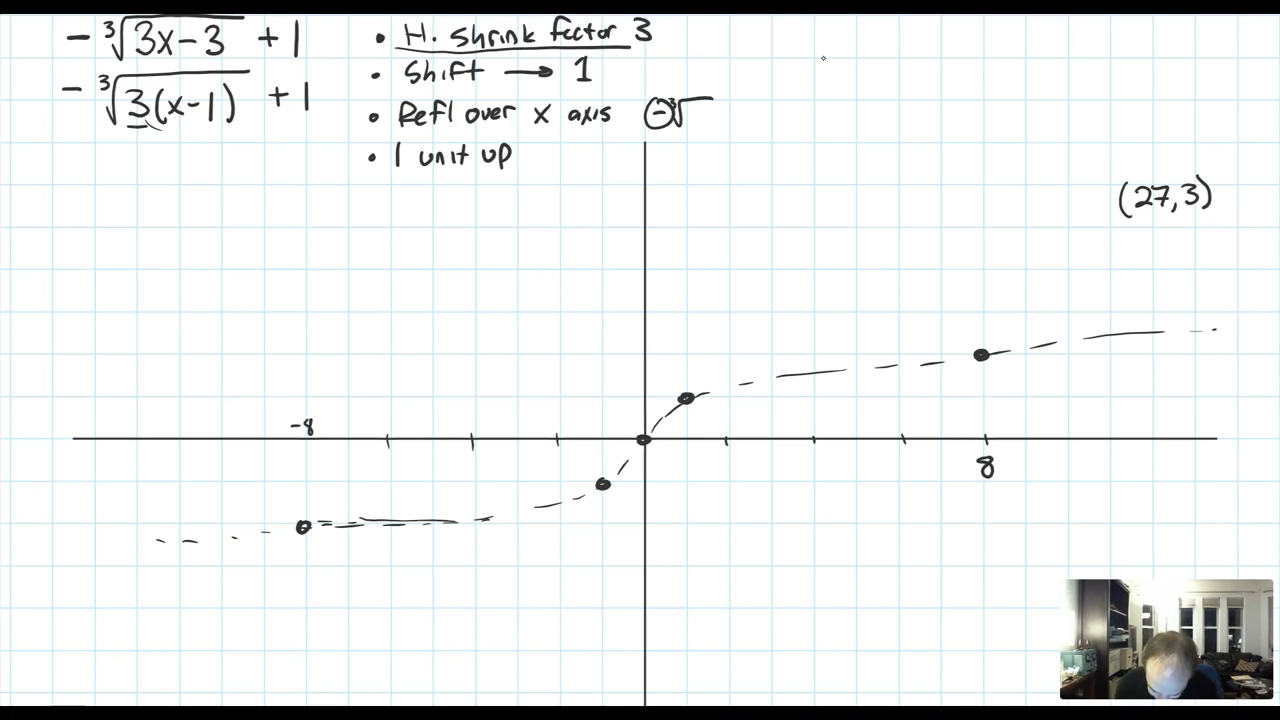 -∛(3x-3) + 1
-∛(3(x-1)) + 1
• H. shrink factor 3
• Shift → 1
• Refl over x axis ⊖∛
• 1 unit up
(27,3)
-8
8